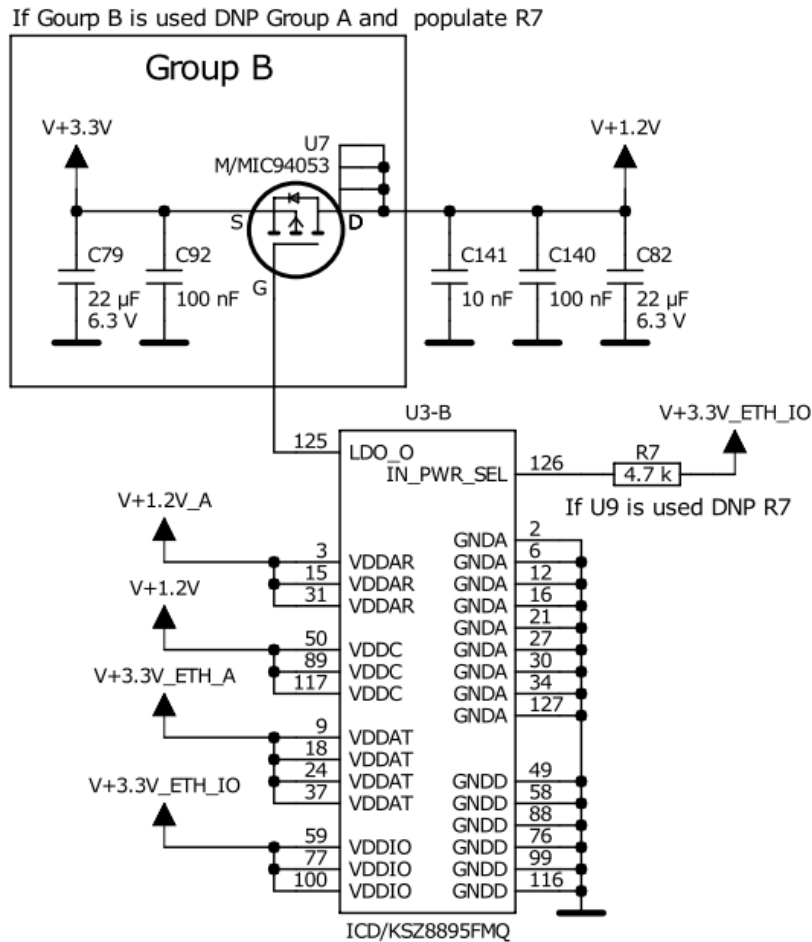 If Gourp B is used DNP Group A and populate R7
Group B
V+3.3V
U7
M/MIC94053
V+1.2V
S
D
G
C79
22 µF
6.3 V
C92
100 nF
C141
10 nF
C140
100 nF
C82
22 µF
6.3 V
U3-B
V+3.3V_ETH_IO
125
LDO_O
IN_PWR_SEL
126
R7
4.7 k
If U9 is used DNP R7
V+1.2V_A
3 VDDAR
15 VDDAR
31 VDDAR
V+1.2V
50 VDDC
89 VDDC
117 VDDC
V+3.3V_ETH_A
9 VDDAT
18 VDDAT
24 VDDAT
37 VDDAT
V+3.3V_ETH_IO
59 VDDIO
77 VDDIO
100 VDDIO
GNDA 2
GNDA 6
GNDA 12
GNDA 16
GNDA 21
GNDA 27
GNDA 30
GNDA 34
GNDA 127
GNDD 49
GNDD 58
GNDD 88
GNDD 76
GNDD 99
GNDD 116
ICD/KSZ8895FMQ